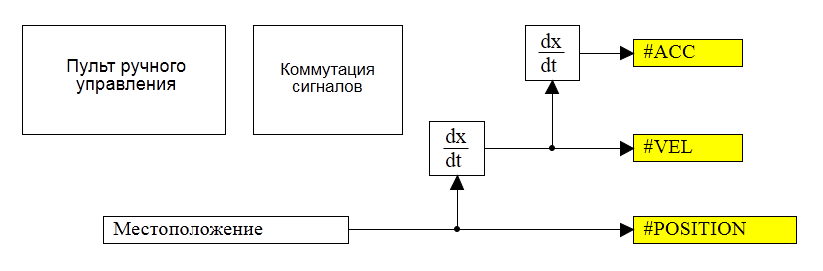 Пульт ручного
управления
Коммутация
сигналов
dx
dt
#ACC
dx
dt
#VEL
Местоположение
#POSITION